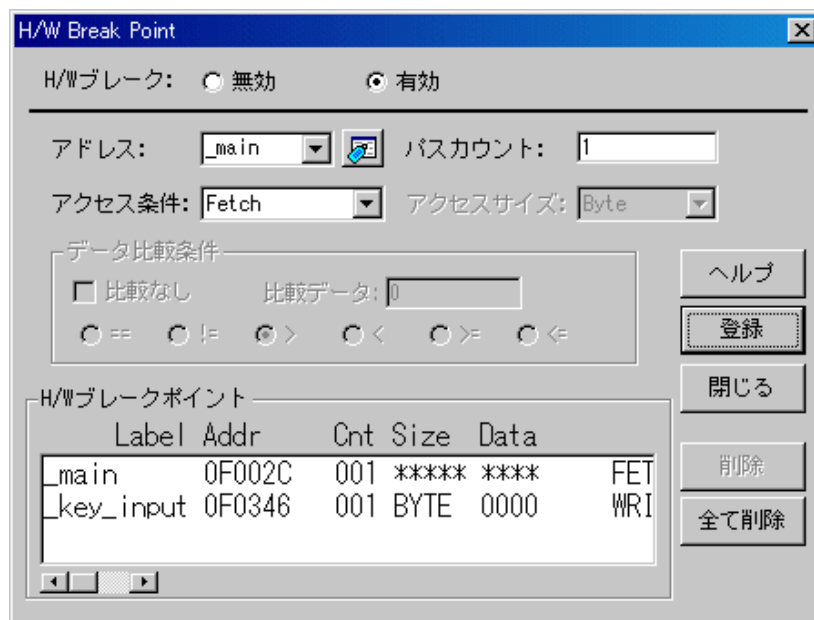 H/W Break Point
H/Wブレーク: 無効 有効
アドレス: _main パスカウント: 1
アクセス条件: Fetch アクセスサイズ: Byte
データ比較条件
比較なし 比較データ: 0
== != > < >= <=
ヘルプ
登録
閉じる
削除
全て削除
H/Wブレークポイント
Label Addr Cnt Size Data
_main 0F002C 001 ***** **** FET
_key_input 0F0346 001 BYTE 0000 WRI